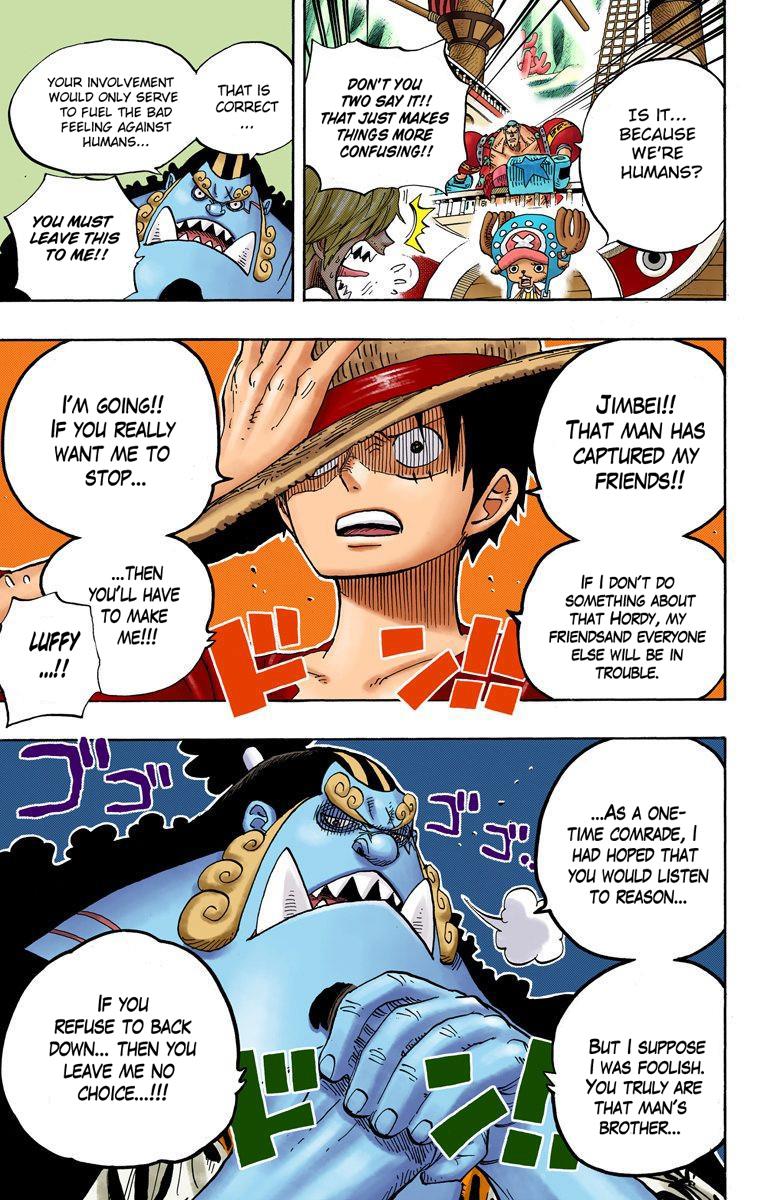 IS IT...
BECAUSE
WE'RE
HUMANS?
DON'T YOU
TWO SAY IT!!
THAT JUST MAKES
THINGS MORE
CONFUSING!!
THAT IS
CORRECT
...
YOUR INVOLVEMENT
WOULD ONLY SERVE
TO FUEL THE BAD
FEELING AGAINST
HUMANS...
YOU MUST
LEAVE THIS
TO ME!!
JIMBEI!!
THAT MAN HAS
CAPTURED MY
FRIENDS!!
IF I DON'T DO
SOMETHING ABOUT
THAT HORDY, MY
FRIENDSAND EVERYONE
ELSE WILL BE IN
TROUBLE.
I'M GOING!!
IF YOU REALLY
WANT ME TO
STOP...
...THEN
YOU'LL HAVE
TO MAKE
ME!!!
LUFFY
...!!
ドン!!
...AS A ONE-
TIME COMRADE, I
HAD HOPED THAT
YOU WOULD LISTEN
TO REASON...
BUT I SUPPOSE
I WAS FOOLISH.
YOU TRULY ARE
THAT MAN'S
BROTHER...
ゴゴゴ
ゴゴ
IF YOU
REFUSE TO BACK
DOWN... THEN YOU
LEAVE ME NO
CHOICE...!!!
ドン!!